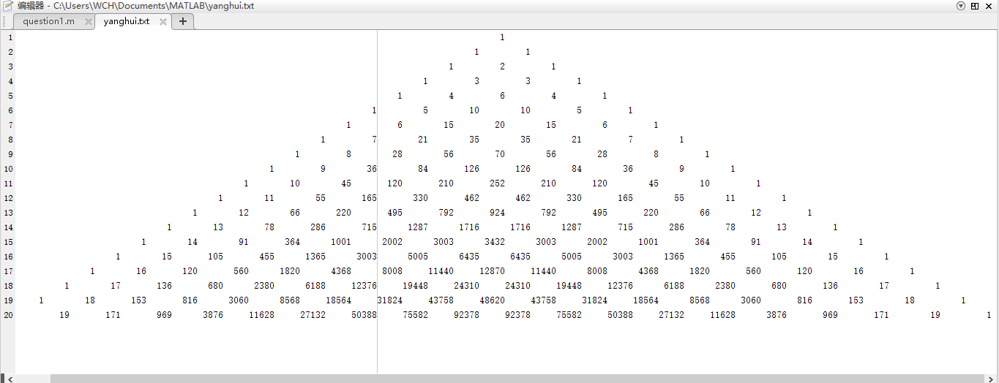 编辑器 - C:\Users\WCH\Documents\MATLAB\yanghui.txt
question1.m yanghui.txt +
1 1
2 1 1
3 1 2 1
4 1 3 3 1
5 1 4 6 4 1
6 1 5 10 10 5 1
7 1 6 15 20 15 6 1
8 1 7 21 35 35 21 7 1
9 1 8 28 56 70 56 28 8 1
10 1 9 36 84 126 126 84 36 9 1
11 1 10 45 120 210 252 210 120 45 10 1
12 1 11 55 165 330 462 462 330 165 55 11 1
13 1 12 66 220 495 792 924 792 495 220 66 12 1
14 1 13 78 286 715 1287 1716 1716 1287 715 286 78 13 1
15 1 14 91 364 1001 2002 3003 3432 3003 2002 1001 364 91 14 1
16 1 15 105 455 1365 3003 5005 6435 6435 5005 3003 1365 455 105 15 1
17 1 16 120 560 1820 4368 8008 11440 12870 11440 8008 4368 1820 560 120 16 1
18 1 17 136 680 2380 6188 12376 19448 24310 24310 19448 12376 6188 2380 680 136 17 1
19 1 18 153 816 3060 8568 18564 31824 43758 48620 43758 31824 18564 8568 3060 816 153 18 1
20 19 171 969 3876 11628 27132 50388 75582 92378 92378 75582 50388 27132 11628 3876 969 171 19 1